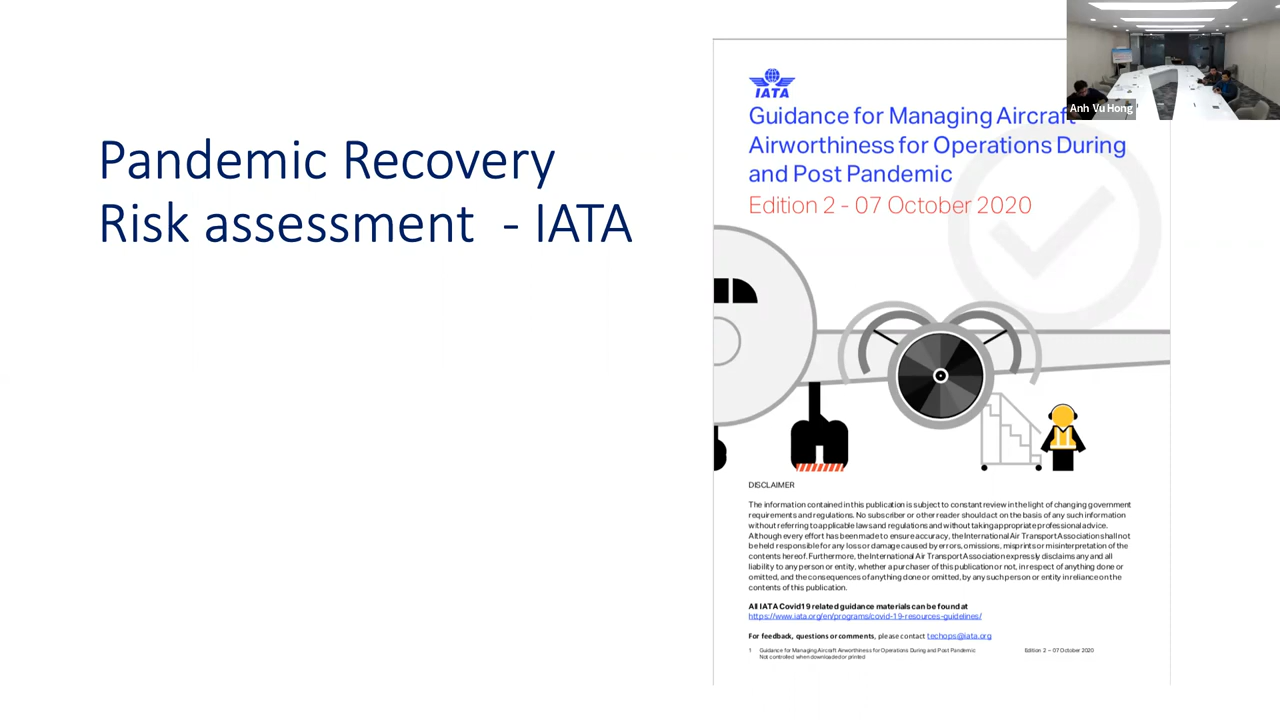 Pandemic Recovery
Risk assessment - IATA
IATA
Guidance for Managing Aircraft
Airworthiness for Operations During
and Post Pandemic
Edition 2 - 07 October 2020
DISCLAIMER
The information contained in this publication is subject to constant review in the light of changing government
requirements and regulations. No subscriber or other reader should act on the basis of any such information
without referring to applicable laws and regulations and without taking appropriate professional advice.
Although every effort has been made to ensure accuracy, the International Air Transport Association shall not
be held responsible for any loss or damage caused by errors, omissions, misprints or misinterpretation of the
contents hereof. Furthermore, the International Air Transport Association expressly disclaims any and all
liability to any person or entity, whether a purchaser of this publication or not, in respect of anything done or
omitted, and the consequences of anything done or omitted, by any such person or entity in reliance on the
contents of this publication.
All IATA Covid19 related guidance materials can be found at
https://www.iata.org/en/programs/covid-19-resources-guidelines/
For feedback, questions or comments, please contact techops@iata.org
1 Guidance for Managing Aircraft Airworthiness for Operations During and Post Pandemic Edition 2 – 07 October 2020
Not controlled when downloaded or printed
Anh Vu Hong